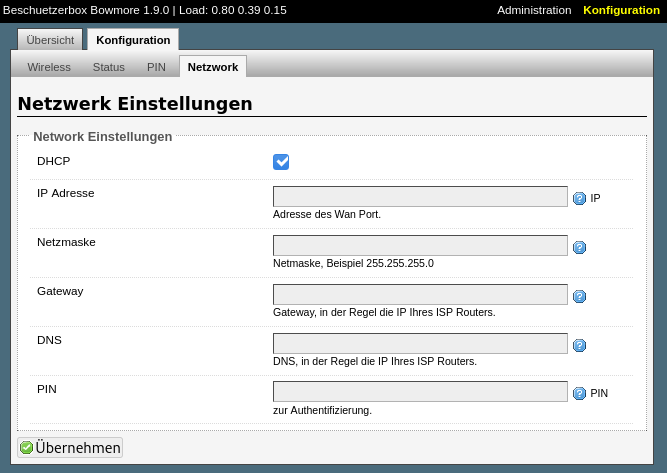 Beschuetzerbox Bowmore 1.9.0 | Load: 0.80 0.39 0.15 Administration Konfiguration
Übersicht Konfiguration
Wireless Status PIN Netzwork
Netzwerk Einstellungen
Network Einstellungen
DHCP
IP Adresse IP
Adresse des Wan Port.
Netzmaske
Netmaske, Beispiel 255.255.255.0
Gateway
Gateway, in der Regel die IP Ihres ISP Routers.
DNS
DNS, in der Regel die IP Ihres ISP Routers.
PIN PIN
zur Authentifizierung.
Übernehmen